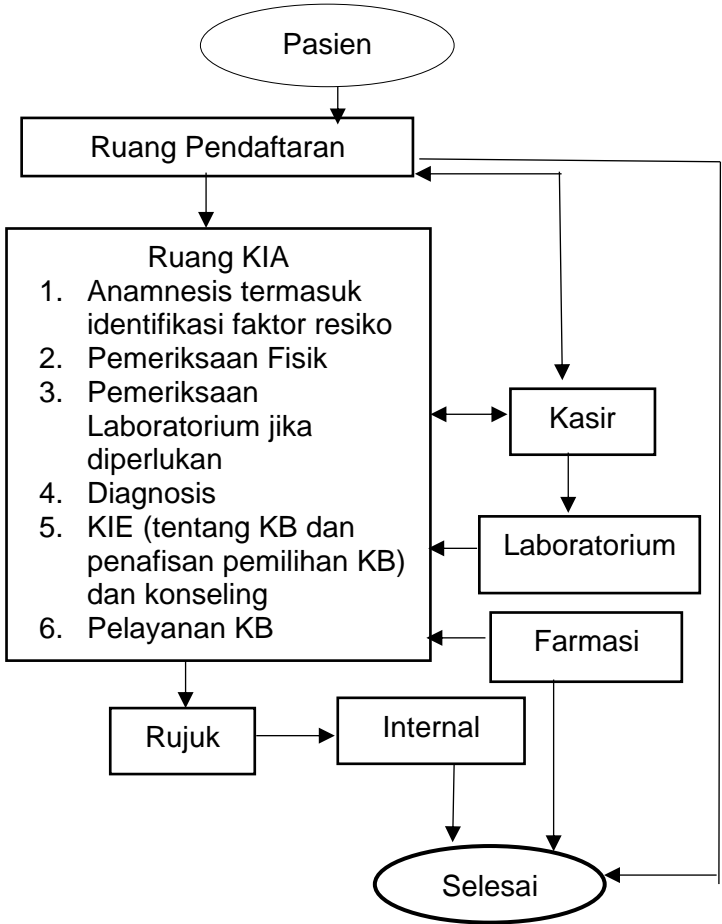 Pasien
Ruang Pendaftaran
Ruang KIA
1. Anamnesis termasuk
identifikasi faktor resiko
2. Pemeriksaan Fisik
3. Pemeriksaan
Laboratorium jika
diperlukan
4. Diagnosis
5. KIE (tentang KB dan
penafisan pemilihan KB)
dan konseling
6. Pelayanan KB
Kasir
Laboratorium
Farmasi
Rujuk
Internal
Selesai